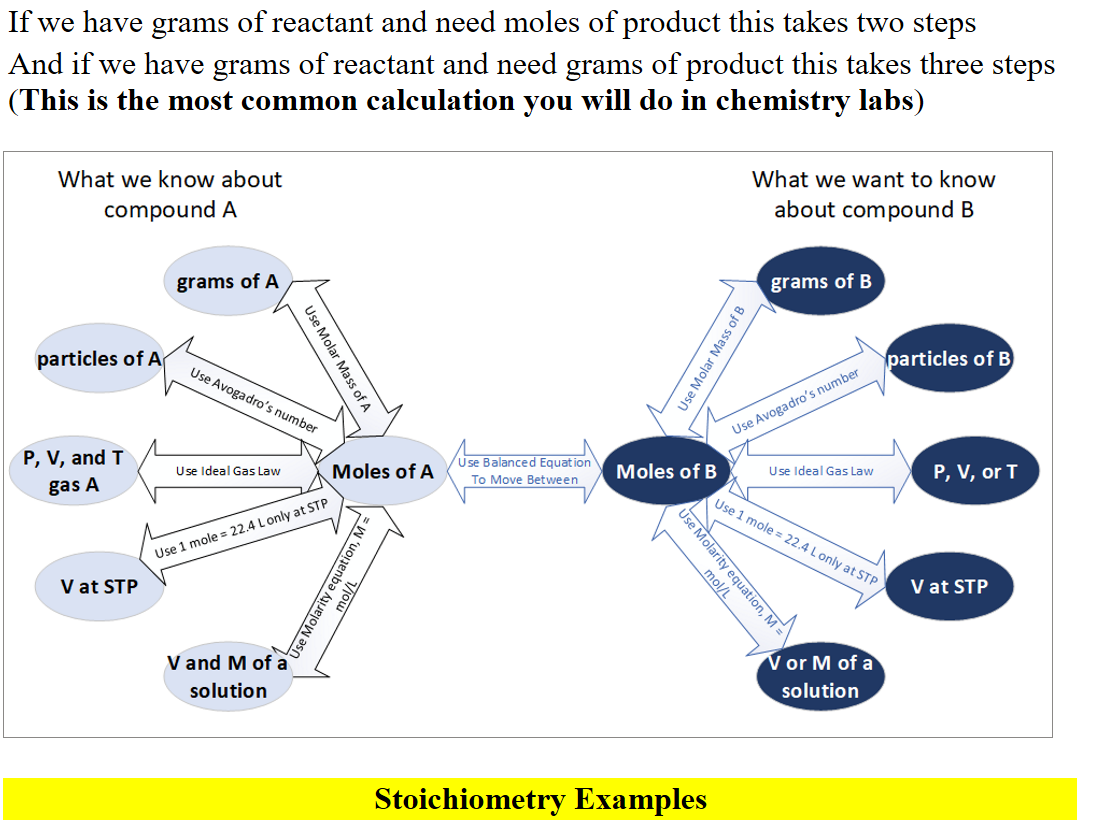 If we have grams of reactant and need moles of product this takes two steps
And if we have grams of reactant and need grams of product this takes three steps
(This is the most common calculation you will do in chemistry labs)
What we know about
compound A
What we want to know
about compound B
grams of A
Use Molar Mass of A
particles of A
Use Avogadro's number
P, V, and T
gas A
Use Ideal Gas Law
V at STP
Use 1 mole = 22.4 L only at STP
V and M of a
solution
Use Molarity equation, M =
mol/L
Moles of A
Use Balanced Equation
To Move Between
Moles of B
grams of B
Use Molar Mass of B
particles of B
Use Avogadro's number
P, V, or T
Use Ideal Gas Law
V at STP
Use 1 mole = 22.4 L only at STP
V or M of a
solution
Use Molarity equation, M =
mol/L
Stoichiometry Examples